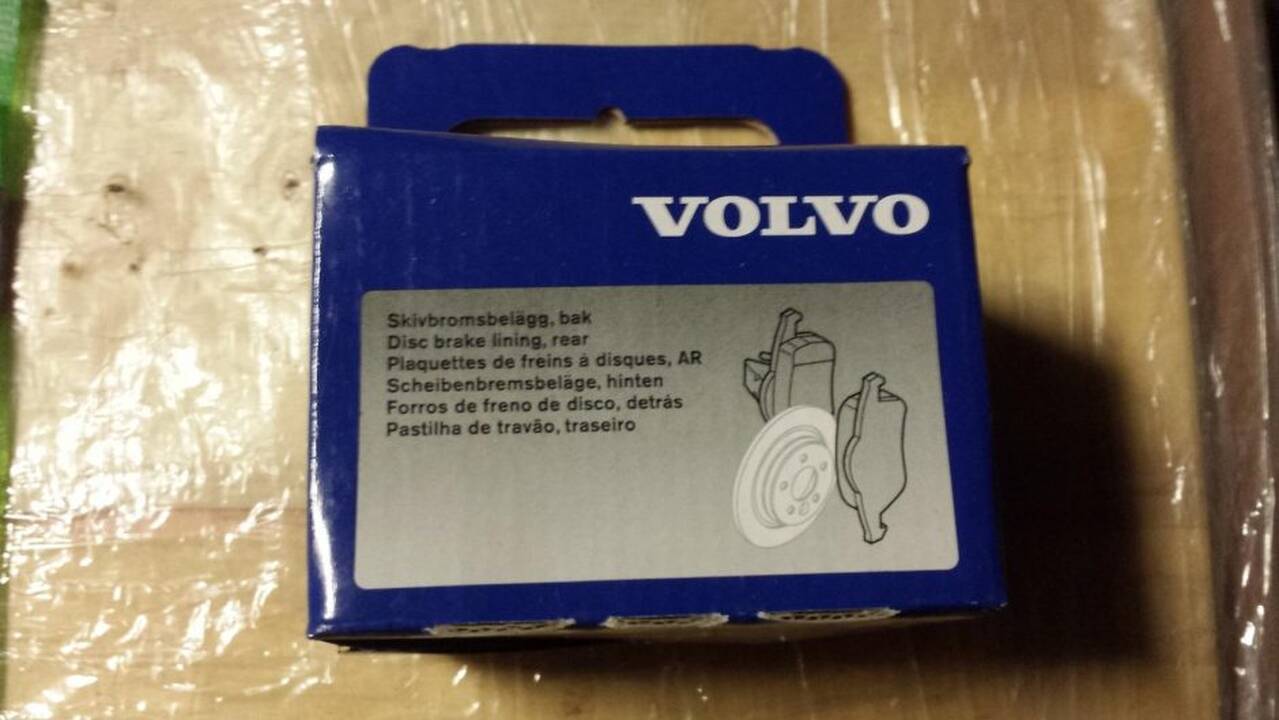 VOLVO
Skivbromsbelägg, bak
Disc brake lining, rear
Plaquettes de freins à disques, AR
Scheibenbremsbeläge, hinten
Forros de freno de disco, detrás
Pastilha de travão, traseiro